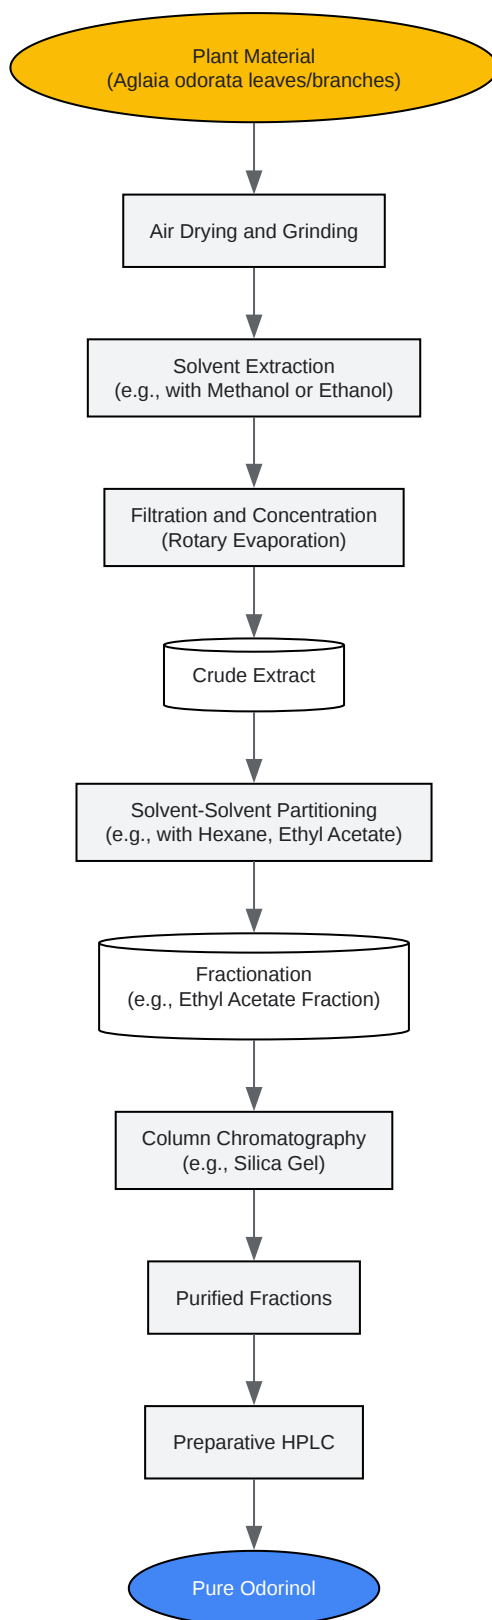 Plant Material
(Aglaia odorata leaves/branches)
Air Drying and Grinding
Solvent Extraction
(e.g., with Methanol or Ethanol)
Filtration and Concentration
(Rotary Evaporation)
Crude Extract
Solvent-Solvent Partitioning
(e.g., with Hexane, Ethyl Acetate)
Fractionation
(e.g., Ethyl Acetate Fraction)
Column Chromatography
(e.g., Silica Gel)
Purified Fractions
Preparative HPLC
Pure Odorinol